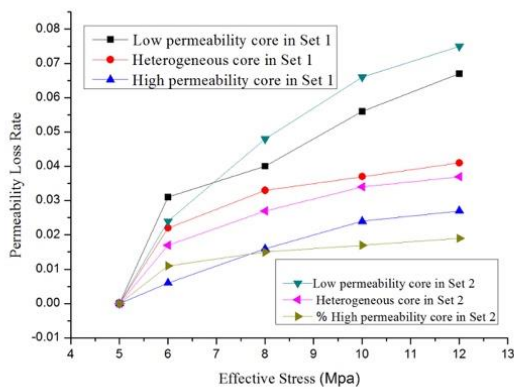 Low permeability core in Set 1
Heterogeneous core in Set 1
High permeability core in Set 1
0.08
0.07
0.06
0.05
0.04
0.03
0.02
0.01
0.00
-0.01
Permeability Loss Rate
Low permeability core in Set 2
Heterogeneous core in Set 2
% High permeability core in Set 2
4 5 6 7 8 9 10 11 12 13
Effective Stress (Mpa)